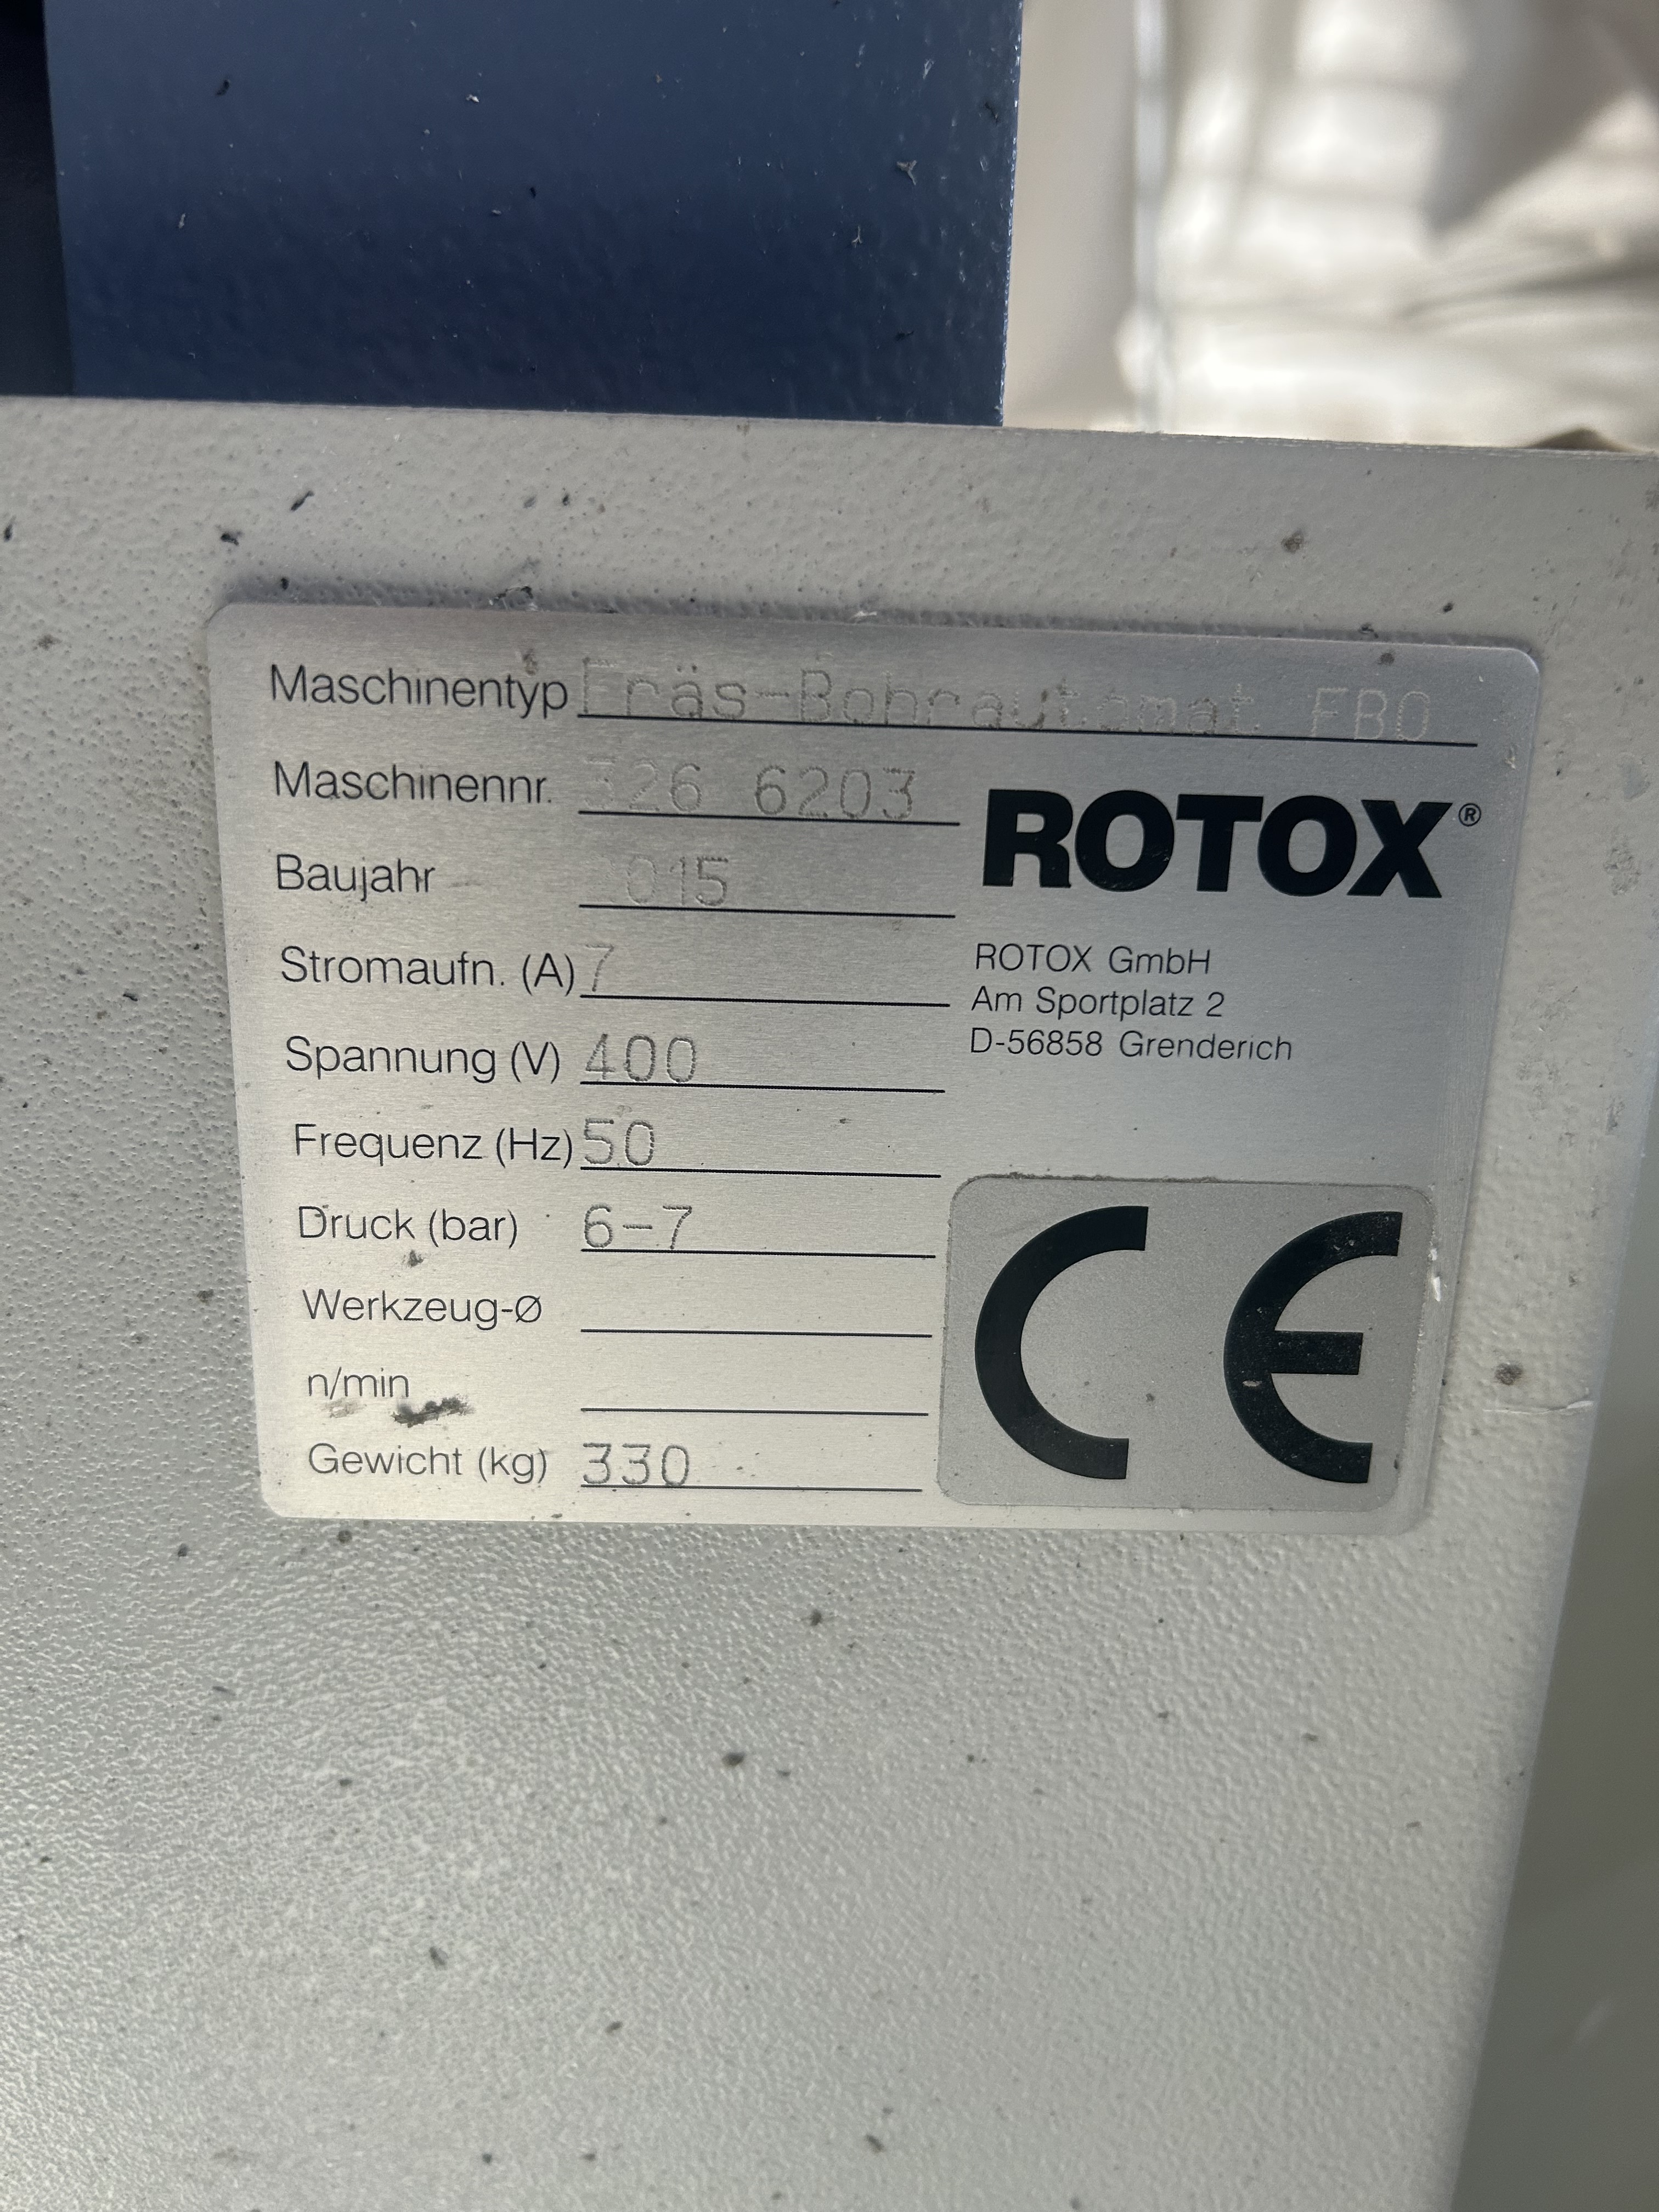 Maschinentyp Fräs-Bohrautomat FBO
Maschinennr. 326 6203
Baujahr 2015
Stromaufn. (A) 7
Spannung (V) 400
Frequenz (Hz) 50
Druck (bar) 6-7
Werkzeug-Ø
n/min
Gewicht (kg) 330
ROTOX®
ROTOX GmbH
Am Sportplatz 2
D-56858 Grenderich
CE